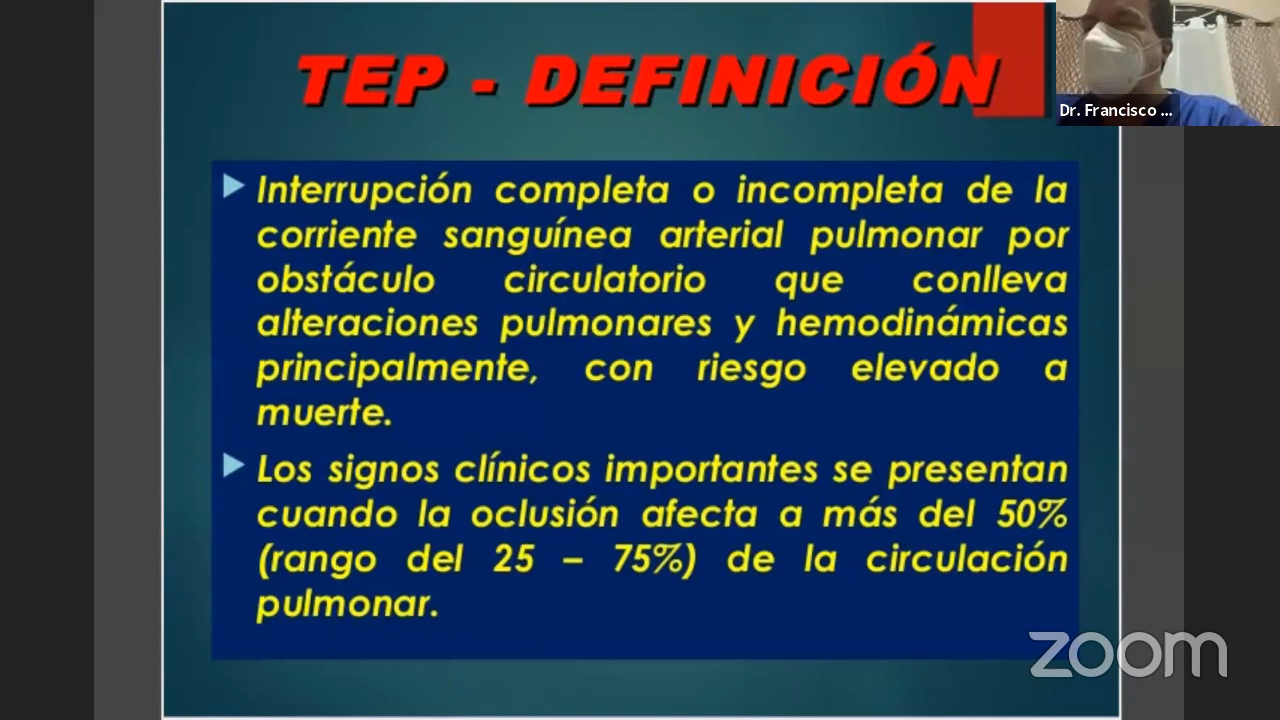 TEP - DEFINICIÓN
Dr. Francisco ...
Interrupción completa o incompleta de la
corriente sanguínea arterial pulmonar por
obstáculo circulatorio que conlleva
alteraciones pulmonares y hemodinámicas
principalmente, con riesgo elevado a
muerte.
Los signos clínicos importantes se presentan
cuando la oclusión afecta a más del 50%
(rango del 25 – 75%) de la circulación
pulmonar.
zoom